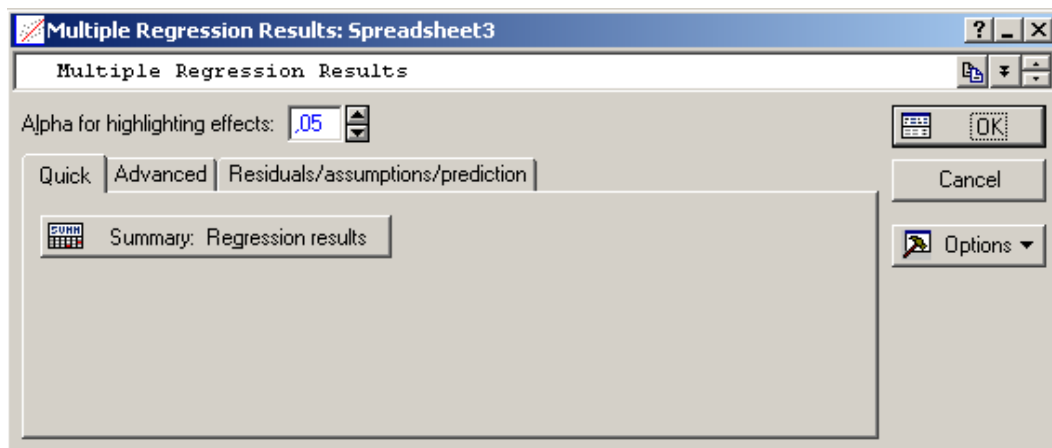 Multiple Regression Results: Spreadsheet3
Multiple Regression Results
Alpha for highlighting effects: ,05
OK
Quick Advanced Residuals/assumptions/prediction
Cancel
SUMM Summary: Regression results
Options